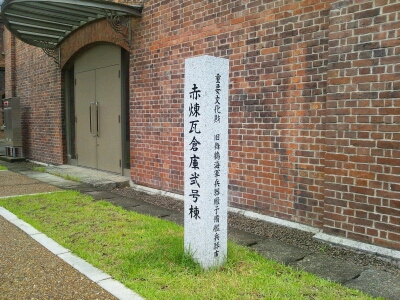 重要文化財 旧舞鶴海軍兵器廠予備艦兵器庫
赤煉瓦倉庫弐号棟